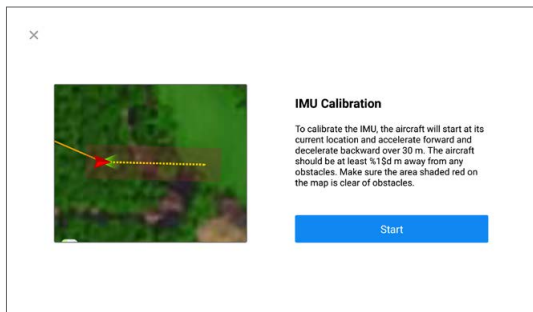 IMU Calibration
To calibrate the IMU, the aircraft will start at its
current location and accelerate forward and
decelerate backward over 30 m. The aircraft
should be at least %1$d m away from any
obstacles. Make sure the area shaded red on
the map is clear of obstacles.
Start